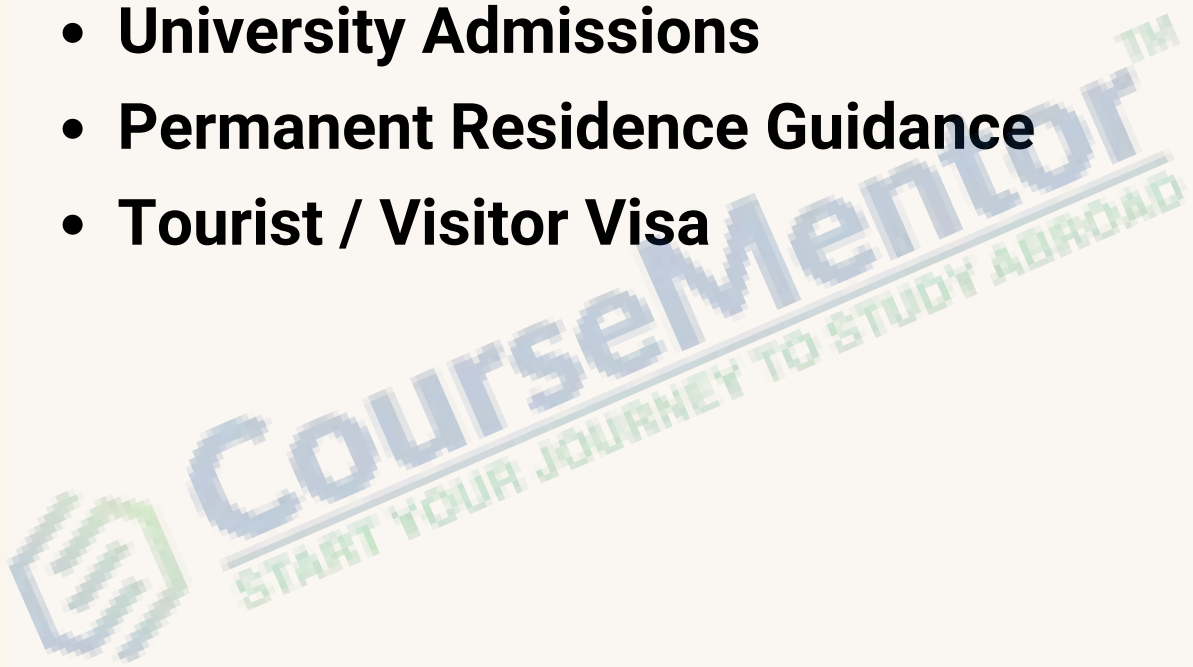 • University Admissions
• Permanent Residence Guidance
• Tourist / Visitor Visa
CourseMentor™
START YOUR JOURNEY TO STUDY ABROAD